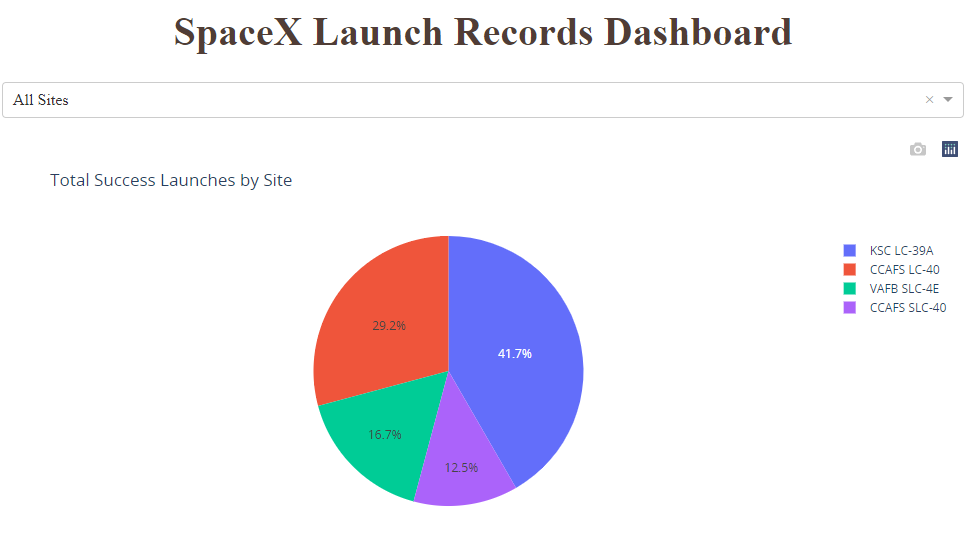 SpaceX Launch Records Dashboard
All Sites
Total Success Launches by Site
KSC LC-39A
CCAFS LC-40
VAFB SLC-4E
CCAFS SLC-40
29.2%
41.7%
16.7%
12.5%